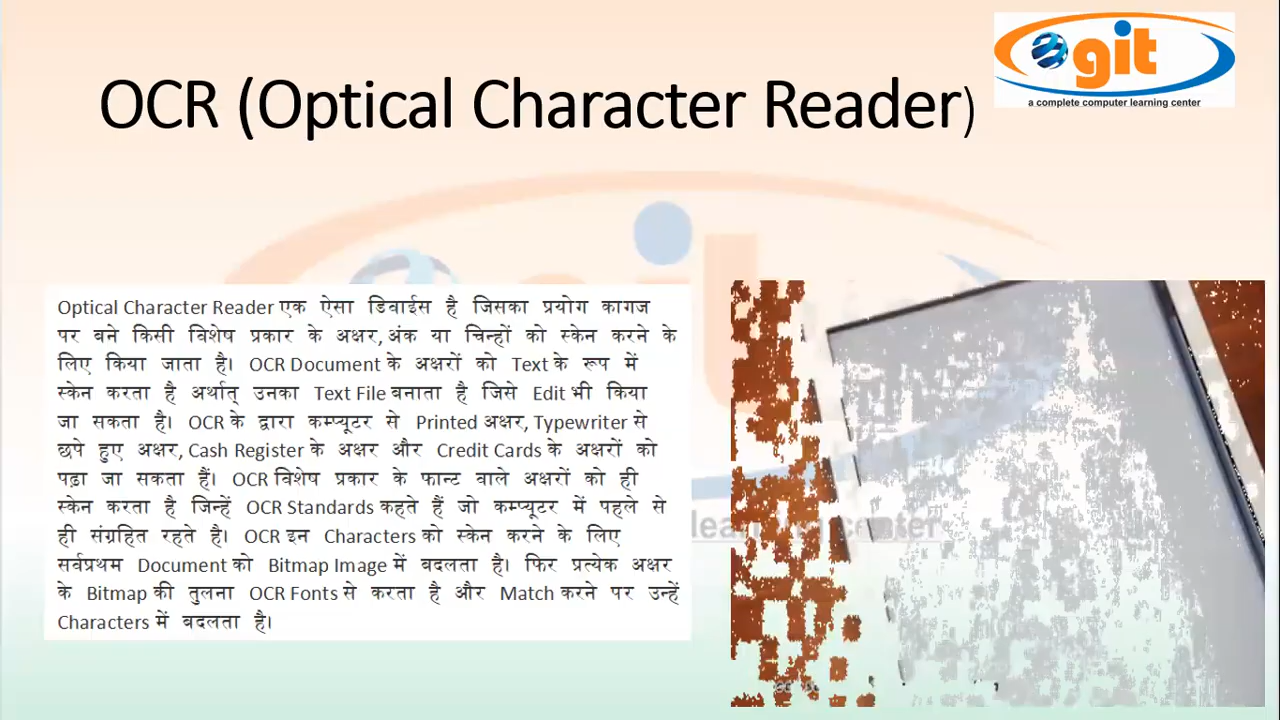 OCR (Optical Character Reader)
egit
a complete computer learning center
Optical Character Reader एक ऐसा डिवाईस है जिसका प्रयोग कागज
पर बने किसी विशेष प्रकार के अक्षर, अंक या चिन्हों को स्केन करने के
लिए किया जाता है। OCR Document के अक्षरों को Text के रूप में
स्केन करता है अर्थात् उनका Text File बनाता है जिसे Edit भी किया
जा सकता है। OCR के द्वारा कम्प्यूटर से Printed अक्षर, Typewriter से
छपे हुए अक्षर, Cash Register के अक्षर और Credit Cards के अक्षरों को
पढ़ा जा सकता हैं। OCR विशेष प्रकार के फान्ट वाले अक्षरों को ही
स्केन करता है जिन्हें OCR Standards कहते हैं जो कम्प्यूटर में पहले से
ही संग्रहित रहते है। OCR इन Characters को स्केन करने के लिए
सर्वप्रथम Document को Bitmap Image में बदलता है। फिर प्रत्येक अक्षर
के Bitmap की तुलना OCR Fonts से करता है और Match करने पर उन्हें
Characters में बदलता है।
learning center